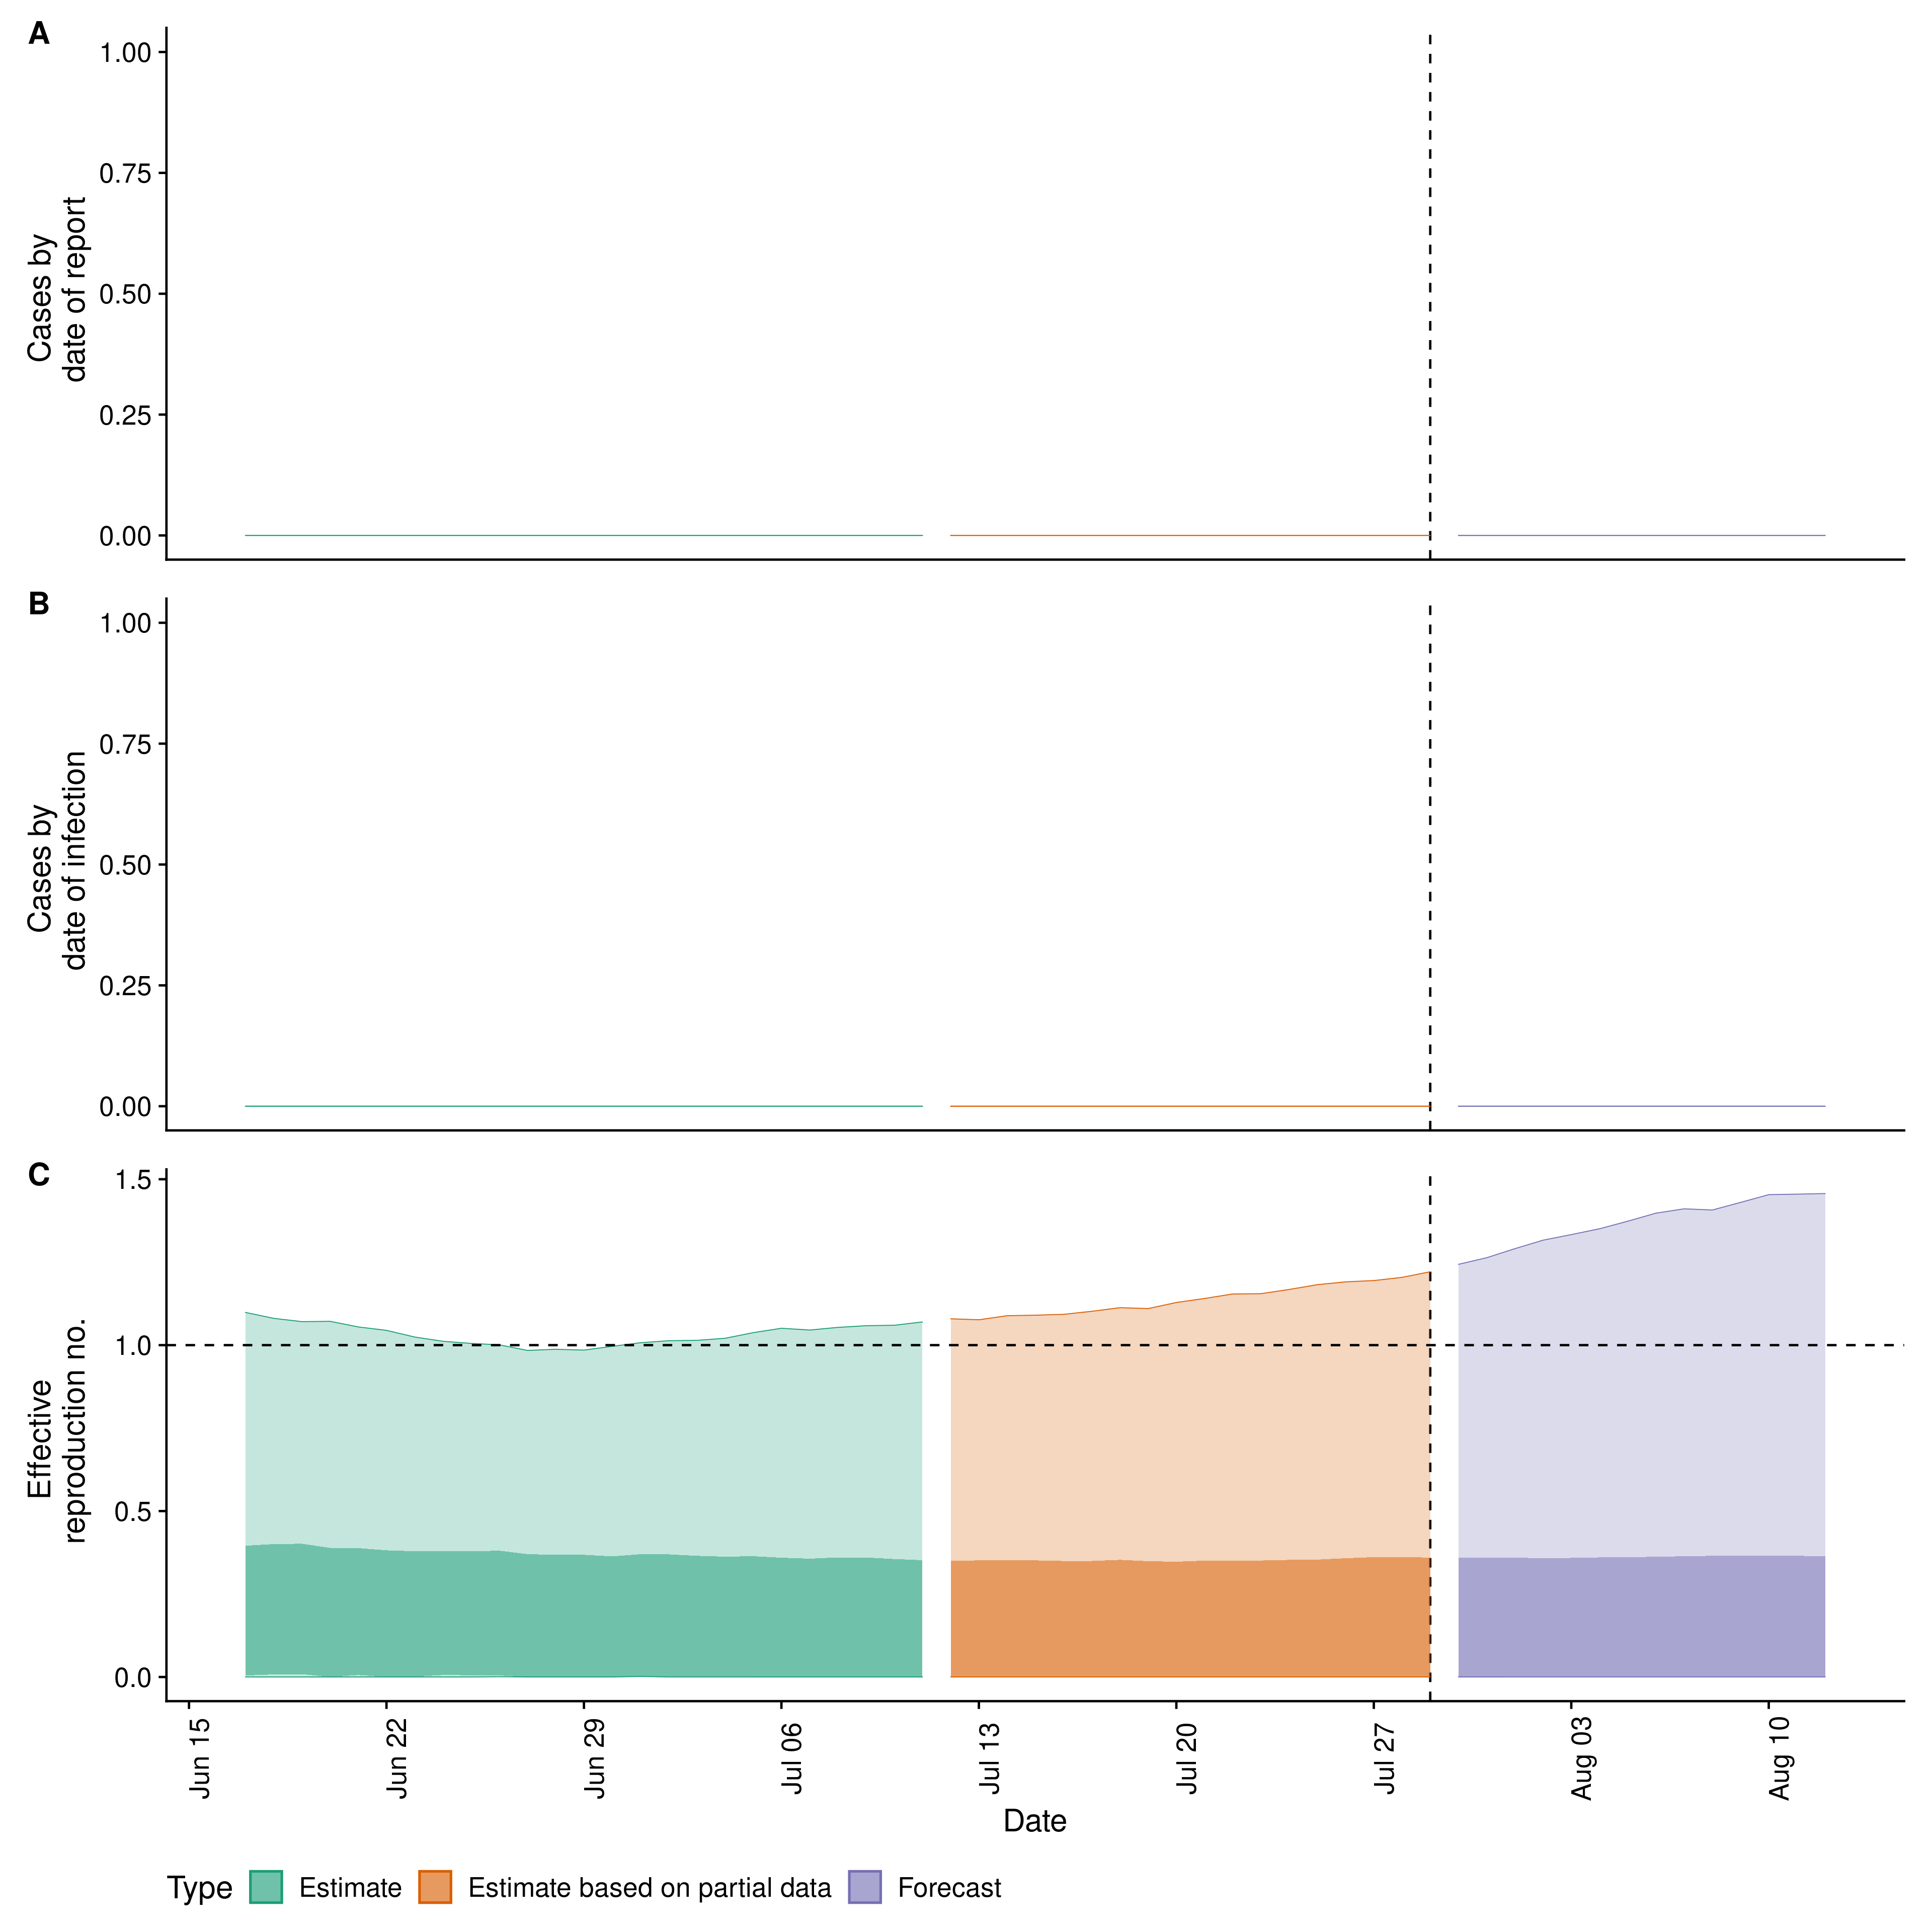 A
1.00
0.75
0.50
0.25
0.00
Cases by
date of report
B
1.00
0.75
0.50
0.25
0.00
Cases by
date of infection
C
1.5
1.0
0.5
0.0
Effective
reproduction no.
Jun 15
Jun 22
Jun 29
Jul 06
Jul 13
Jul 20
Jul 27
Aug 03
Aug 10
Date
Type Estimate Estimate based on partial data Forecast